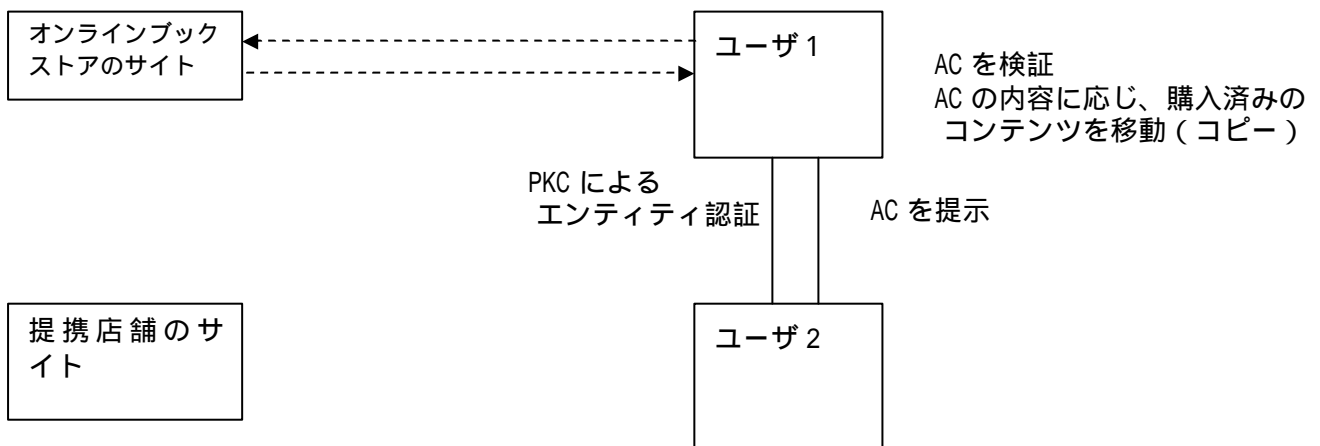 オンラインブック
ストアのサイト
ユーザ1
AC を検証
AC の内容に応じ、購入済みの
コンテンツを移動(コピー)
PKC による
エンティティ認証
AC を提示
提携店舗のサ
イト
ユーザ2